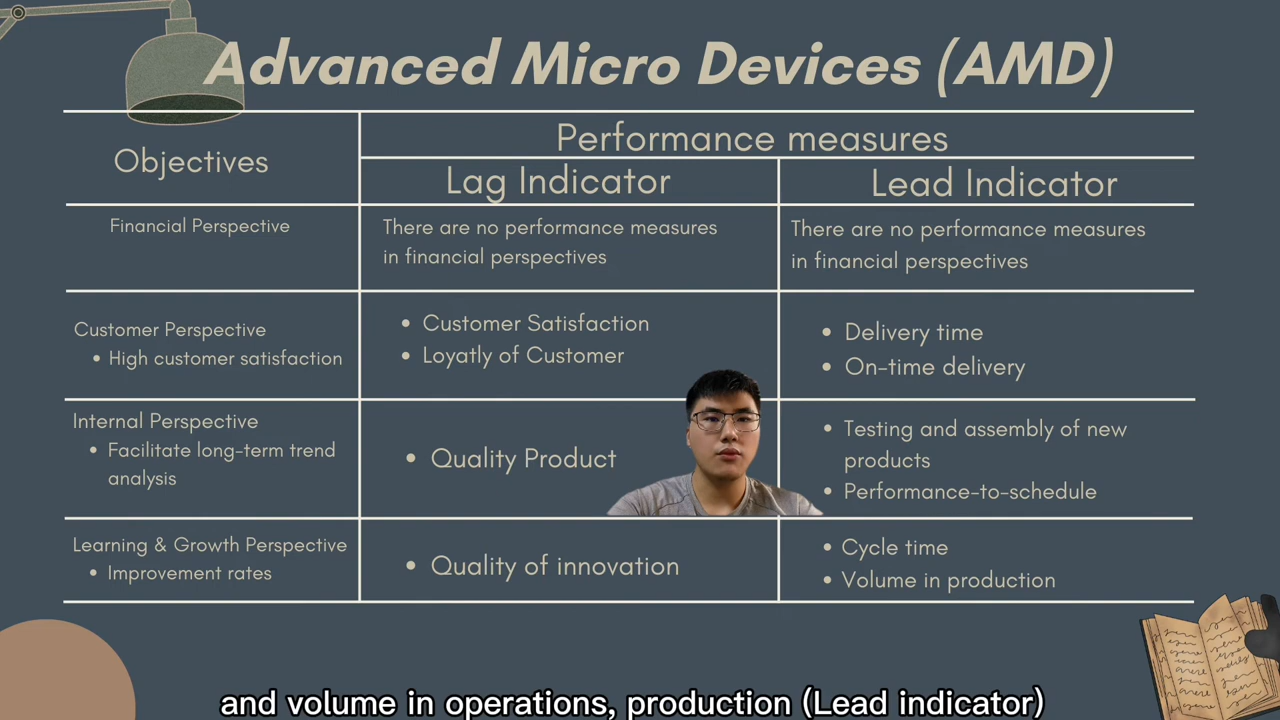 Advanced Micro Devices (AMD)
Objectives
Performance measures
Lag Indicator
Lead Indicator
Financial Perspective
There are no performance measures
in financial perspectives
There are no performance measures
in financial perspectives
Customer Perspective
• High customer satisfaction
• Customer Satisfaction
• Loyatly of Customer
• Delivery time
• On-time delivery
Internal Perspective
• Facilitate long-term trend
analysis
• Quality Product
• Testing and assembly of new
products
• Performance-to-schedule
Learning & Growth Perspective
• Improvement rates
• Quality of innovation
• Cycle time
• Volume in production
and volume in operations, production (Lead indicator)